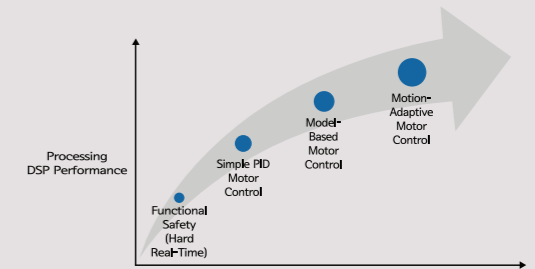 Processing
DSP Performance
Functional
Safety
(Hard
Real-Time)
Simple PID
Motor
Control
Model-
Based
Motor
Control
Motion-
Adaptive
Motor
Control